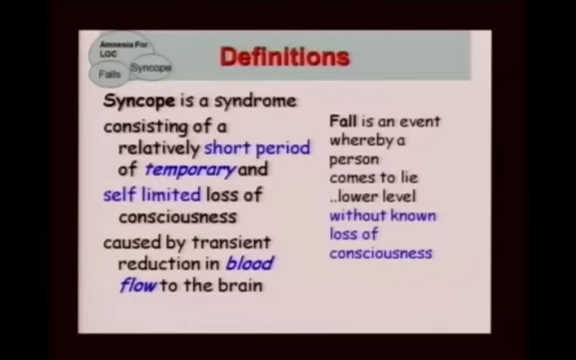 Amnesia For
LOC
Falls
Syncope
Definitions
Syncope is a syndrome
consisting of a
relatively short period
of temporary and
self limited loss of
consciousness
caused by transient
reduction in blood
flow to the brain
Fall is an event
whereby a
person
comes to lie
..lower level
without known
loss of
consciousness